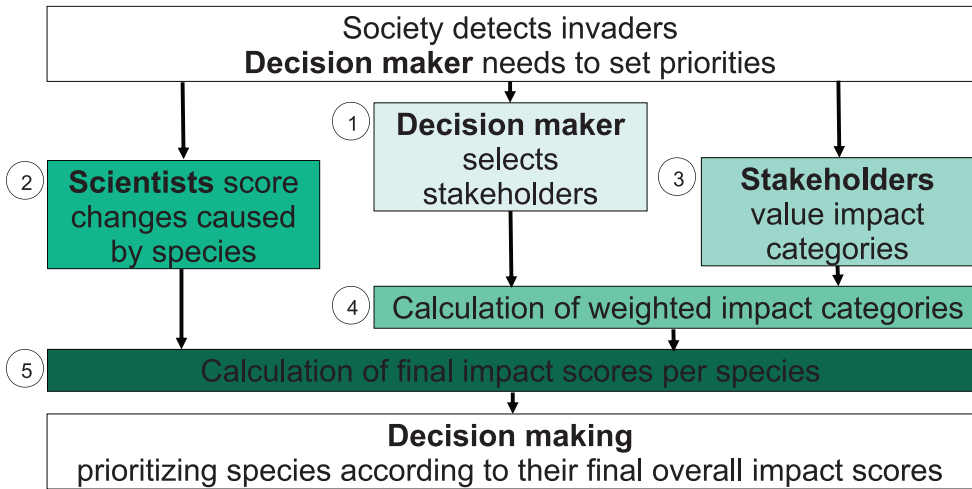 Society detects invaders
Decision maker needs to set priorities
1
Decision maker
selects
stakeholders
2
Scientists score
changes caused
by species
3
Stakeholders
value impact
categories
4
Calculation of weighted impact categories
5
Calculation of final impact scores per species
Decision making
prioritizing species according to their final overall impact scores